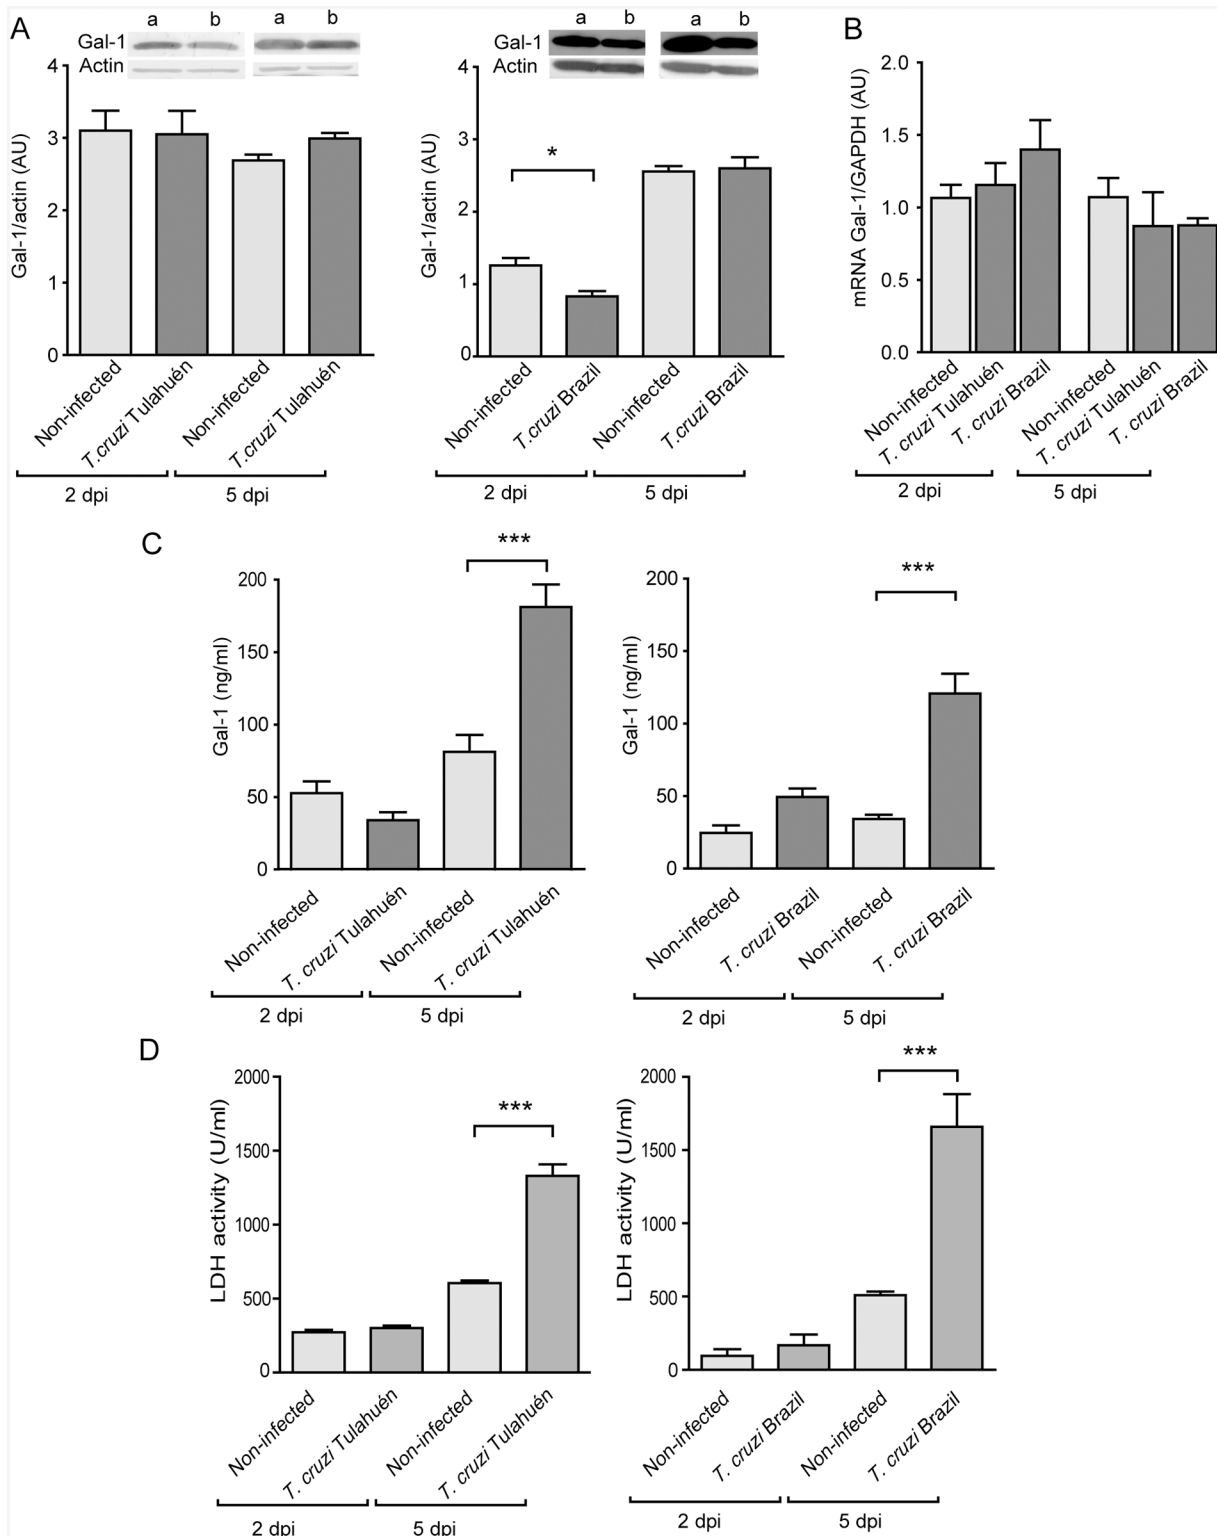 A
a b a b
Gal-1
Actin
4
3
2
1
0
Gal-1/actin (AU)
Non-infected
T.cruzi Tulahuén
Non-infected
T.cruzi Tulahuén
2 dpi
5 dpi
a b a b
Gal-1
Actin
4
3
2
1
0
Gal-1/actin (AU)
*
Non-infected
T.cruzi Brazil
Non-infected
T.cruzi Brazil
2 dpi
5 dpi
B
2.0
1.5
1.0
0.5
0.0
mRNA Gal-1/GAPDH (AU)
Non-infected
T. cruzi Tulahuén
T. cruzi Brazil
Non-infected
T. cruzi Tulahuén
T. cruzi Brazil
2 dpi
5 dpi
C
200
150
100
50
0
Gal-1 (ng/ml)
***
Non-infected
T. cruzi Tulahuén
Non-infected
T. cruzi Tulahuén
2 dpi
5 dpi
200
150
100
50
0
Gal-1 (ng/ml)
***
Non-infected
T. cruzi Brazil
Non-infected
T. cruzi Brazil
2 dpi
5 dpi
D
2000
1500
1000
500
0
LDH activity (U/ml)
***
Non-infected
T. cruzi Tulahuén
Non-infected
T. cruzi Tulahuén
2 dpi
5 dpi
2000
1500
1000
500
0
LDH activity (U/ml)
***
Non-infected
T. cruzi Brazil
Non-infected
T. cruzi Brazil
2 dpi
5 dpi